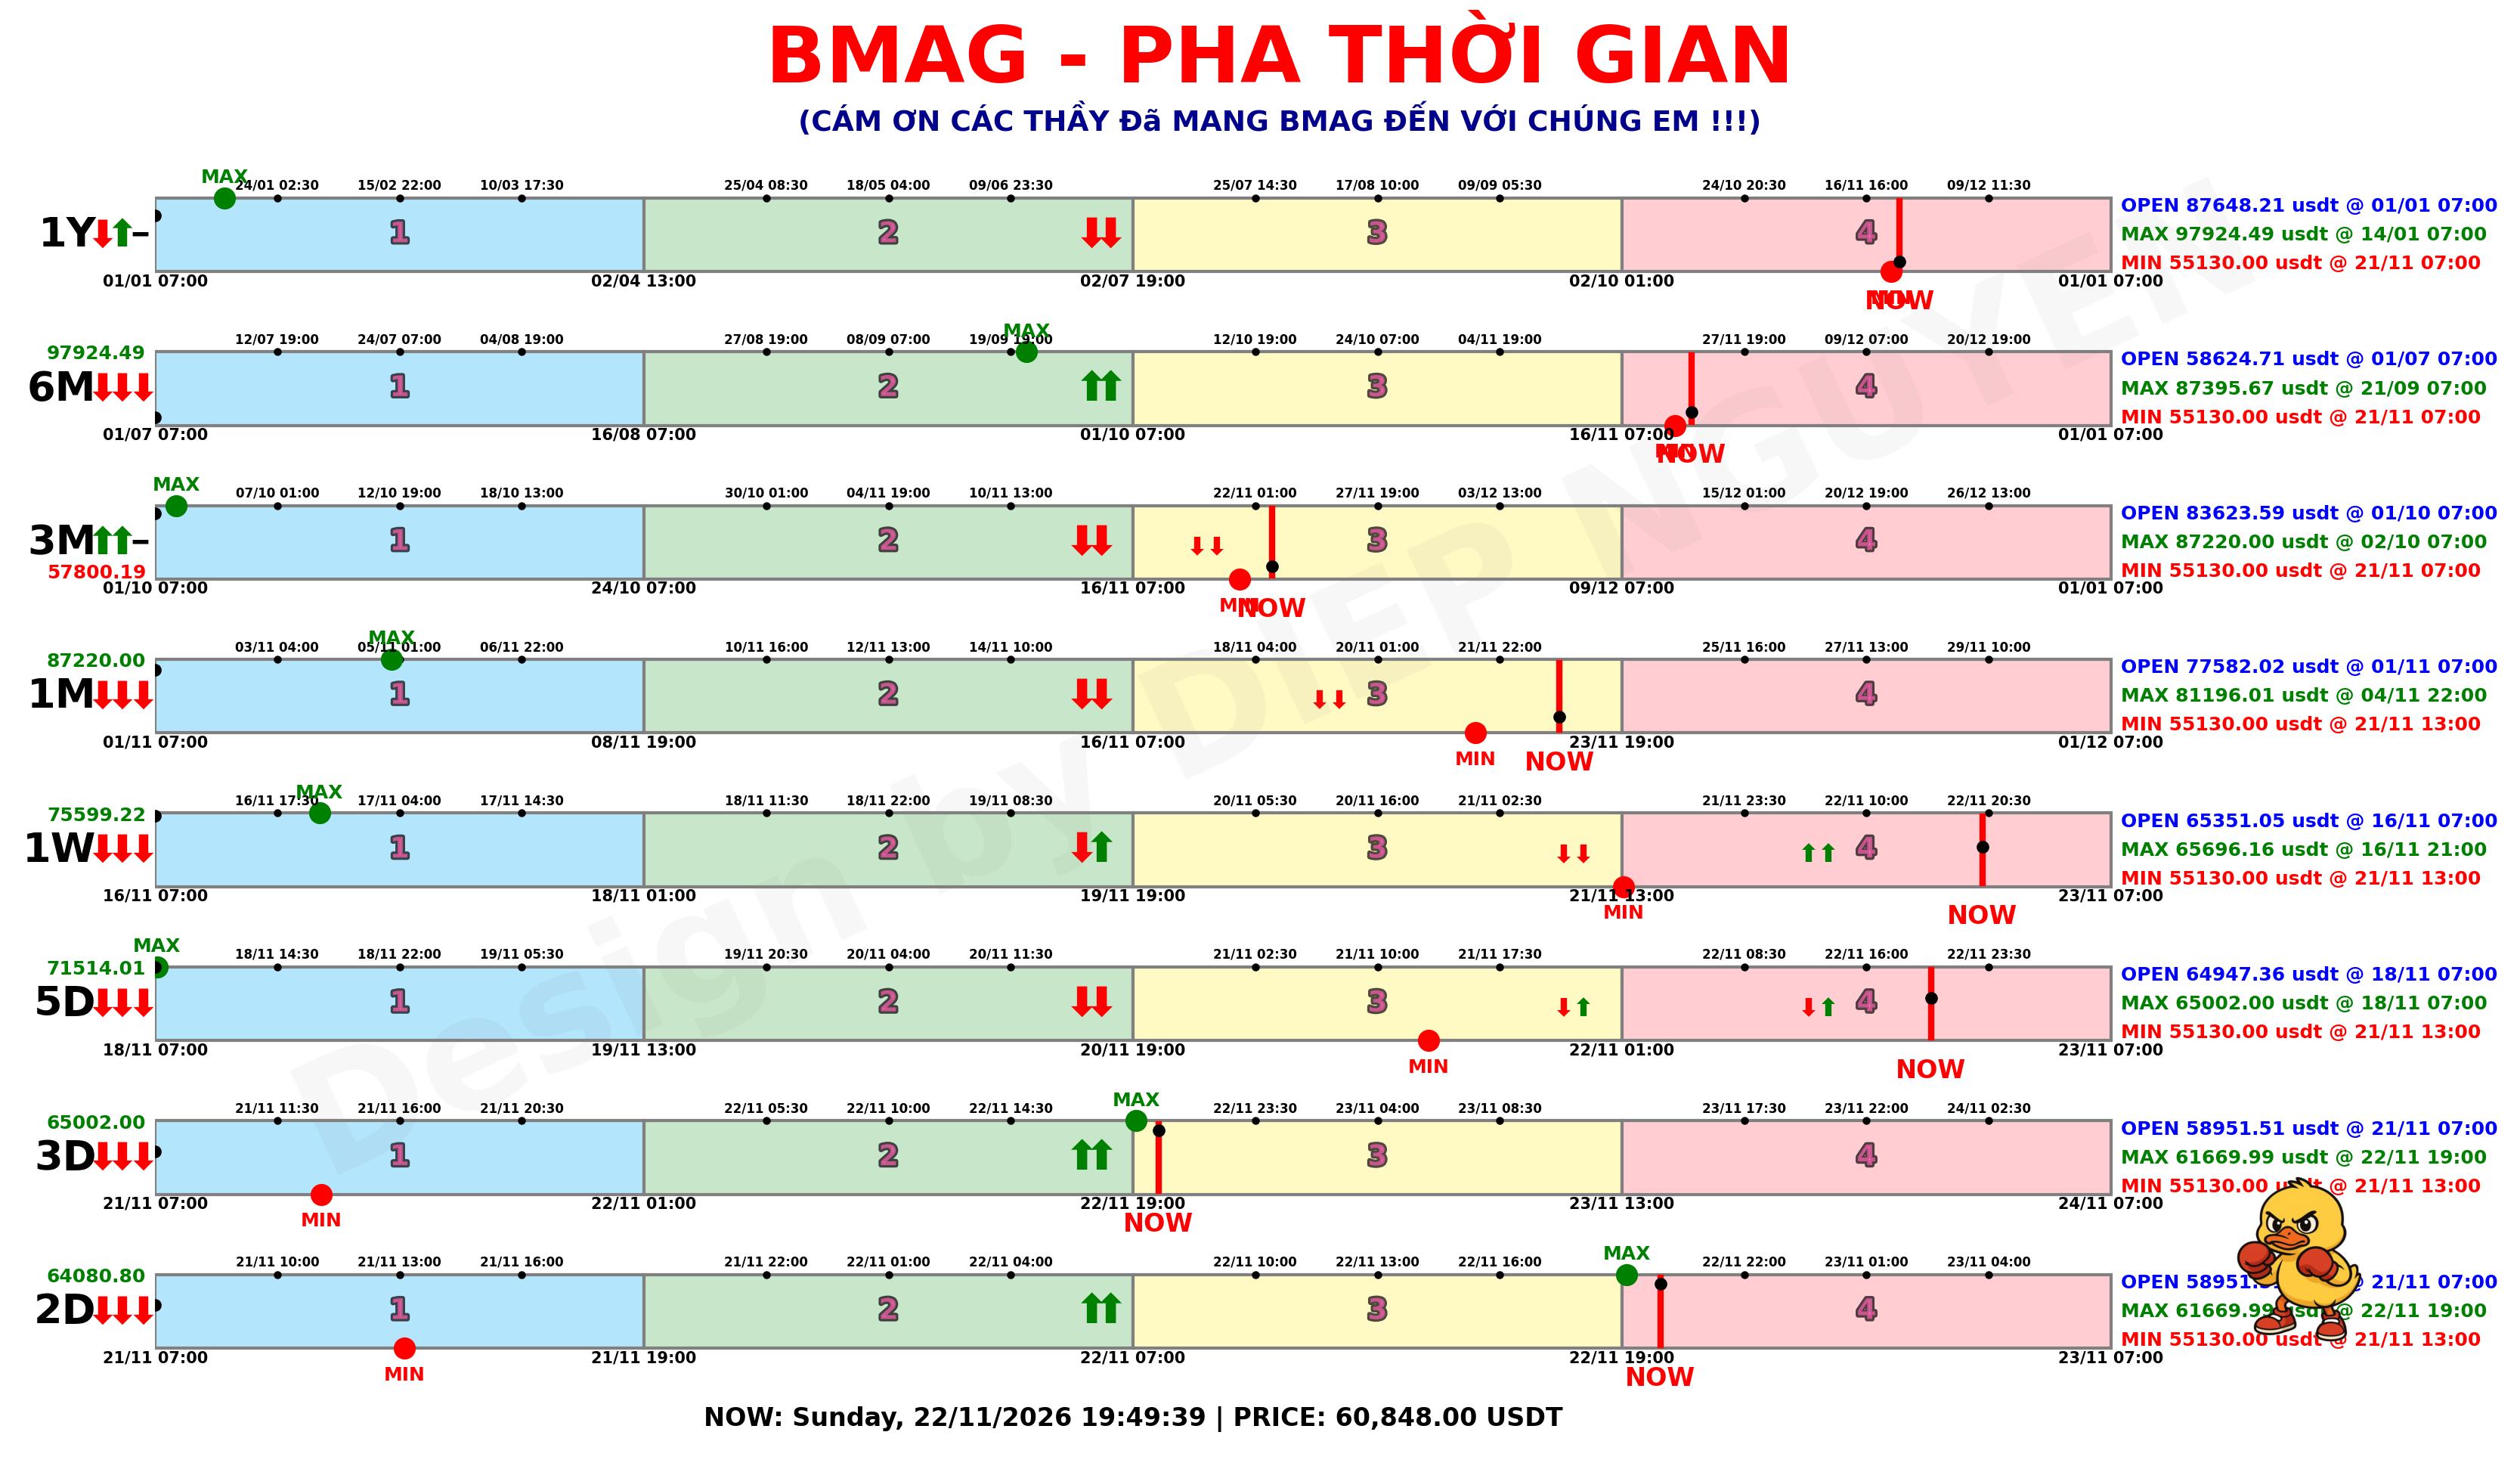 BMAG - PHA THỜI GIAN
(CÁM ƠN CÁC THẦY Đã MANG BMAG ĐẾN VỚI CHÚNG EM !!!)
MAX
24/01 02:30 15/02 22:00 10/03 17:30 25/04 08:30 18/05 04:00 09/06 23:30 25/07 14:30 17/08 10:00 09/09 05:30 24/10 20:30 16/11 16:00 09/12 11:30
1Y⬇⬆– 1 2 ⬇⬇ 3 4
OPEN 87648.21 usdt @ 01/01 07:00
MAX 97924.49 usdt @ 14/01 07:00
MIN 55130.00 usdt @ 21/11 07:00
01/01 07:00 02/04 13:00 02/07 19:00 02/10 01:00 01/01 07:00
MIN NOW
MAX
12/07 19:00 24/07 07:00 04/08 19:00 27/08 19:00 08/09 07:00 19/09 19:00 12/10 19:00 24/10 07:00 04/11 19:00 27/11 19:00 09/12 07:00 20/12 19:00
97924.49
6M⬇⬇⬇ 1 2 ⬆⬆ 3 4
OPEN 58624.71 usdt @ 01/07 07:00
MAX 87395.67 usdt @ 21/09 07:00
MIN 55130.00 usdt @ 21/11 07:00
01/07 07:00 16/08 07:00 01/10 07:00 16/11 07:00 01/01 07:00
MIN NOW
MAX
07/10 01:00 12/10 19:00 18/10 13:00 30/10 01:00 04/11 19:00 10/11 13:00 22/11 01:00 27/11 19:00 03/12 13:00 15/12 01:00 20/12 19:00 26/12 13:00
3M⬆⬆– 1 2 ⬇⬇ ⬇⬇ 3 4
57800.19
OPEN 83623.59 usdt @ 01/10 07:00
MAX 87220.00 usdt @ 02/10 07:00
MIN 55130.00 usdt @ 21/11 07:00
01/10 07:00 24/10 07:00 16/11 07:00 09/12 07:00 01/01 07:00
MIN NOW
MAX
03/11 04:00 05/11 01:00 06/11 22:00 10/11 16:00 12/11 13:00 14/11 10:00 18/11 04:00 20/11 01:00 21/11 22:00 25/11 16:00 27/11 13:00 29/11 10:00
87220.00
1M⬇⬇⬇ 1 2 ⬇⬇ ⬇⬇ 3 4
OPEN 77582.02 usdt @ 01/11 07:00
MAX 81196.01 usdt @ 04/11 22:00
MIN 55130.00 usdt @ 21/11 13:00
01/11 07:00 08/11 19:00 16/11 07:00 23/11 19:00 01/12 07:00
MIN NOW
MAX
16/11 17:30 17/11 04:00 17/11 14:30 18/11 11:30 18/11 22:00 19/11 08:30 20/11 05:30 20/11 16:00 21/11 02:30 21/11 23:30 22/11 10:00 22/11 20:30
75599.22
1W⬇⬇⬇ 1 2 ⬇⬆ 3 ⬇⬇ ⬆⬆ 4
OPEN 65351.05 usdt @ 16/11 07:00
MAX 65696.16 usdt @ 16/11 21:00
MIN 55130.00 usdt @ 21/11 13:00
16/11 07:00 18/11 01:00 19/11 19:00 21/11 13:00 23/11 07:00
MIN NOW
MAX
18/11 14:30 18/11 22:00 19/11 05:30 19/11 20:30 20/11 04:00 20/11 11:30 21/11 02:30 21/11 10:00 21/11 17:30 22/11 08:30 22/11 16:00 22/11 23:30
71514.01
5D⬇⬇⬇ 1 2 ⬇⬇ 3 ⬇⬆ ⬇⬆ 4
OPEN 64947.36 usdt @ 18/11 07:00
MAX 65002.00 usdt @ 18/11 07:00
MIN 55130.00 usdt @ 21/11 13:00
18/11 07:00 19/11 13:00 20/11 19:00 22/11 01:00 23/11 07:00
MIN NOW
MAX
21/11 11:30 21/11 16:00 21/11 20:30 22/11 05:30 22/11 10:00 22/11 14:30 22/11 23:30 23/11 04:00 23/11 08:30 23/11 17:30 23/11 22:00 24/11 02:30
65002.00
3D⬇⬇⬇ 1 2 ⬆⬆ 3 4
OPEN 58951.51 usdt @ 21/11 07:00
MAX 61669.99 usdt @ 22/11 19:00
MIN 55130.00 usdt @ 21/11 13:00
21/11 07:00 22/11 01:00 22/11 19:00 23/11 13:00 24/11 07:00
MIN NOW
MAX
21/11 10:00 21/11 13:00 21/11 16:00 21/11 22:00 22/11 01:00 22/11 04:00 22/11 10:00 22/11 13:00 22/11 16:00 22/11 22:00 23/11 01:00 23/11 04:00
64080.80
2D⬇⬇⬇ 1 2 ⬆⬆ 3 4
OPEN @ 21/11 07:00
MAX 61669.99 usdt @ 22/11 19:00
MIN 55130.00 usdt @ 21/11 13:00
21/11 07:00 21/11 19:00 22/11 07:00 22/11 19:00 23/11 07:00
MIN NOW
NOW: Sunday, 22/11/2026 19:49:39 | PRICE: 60,848.00 USDT
Design by DIEP NGUYEN